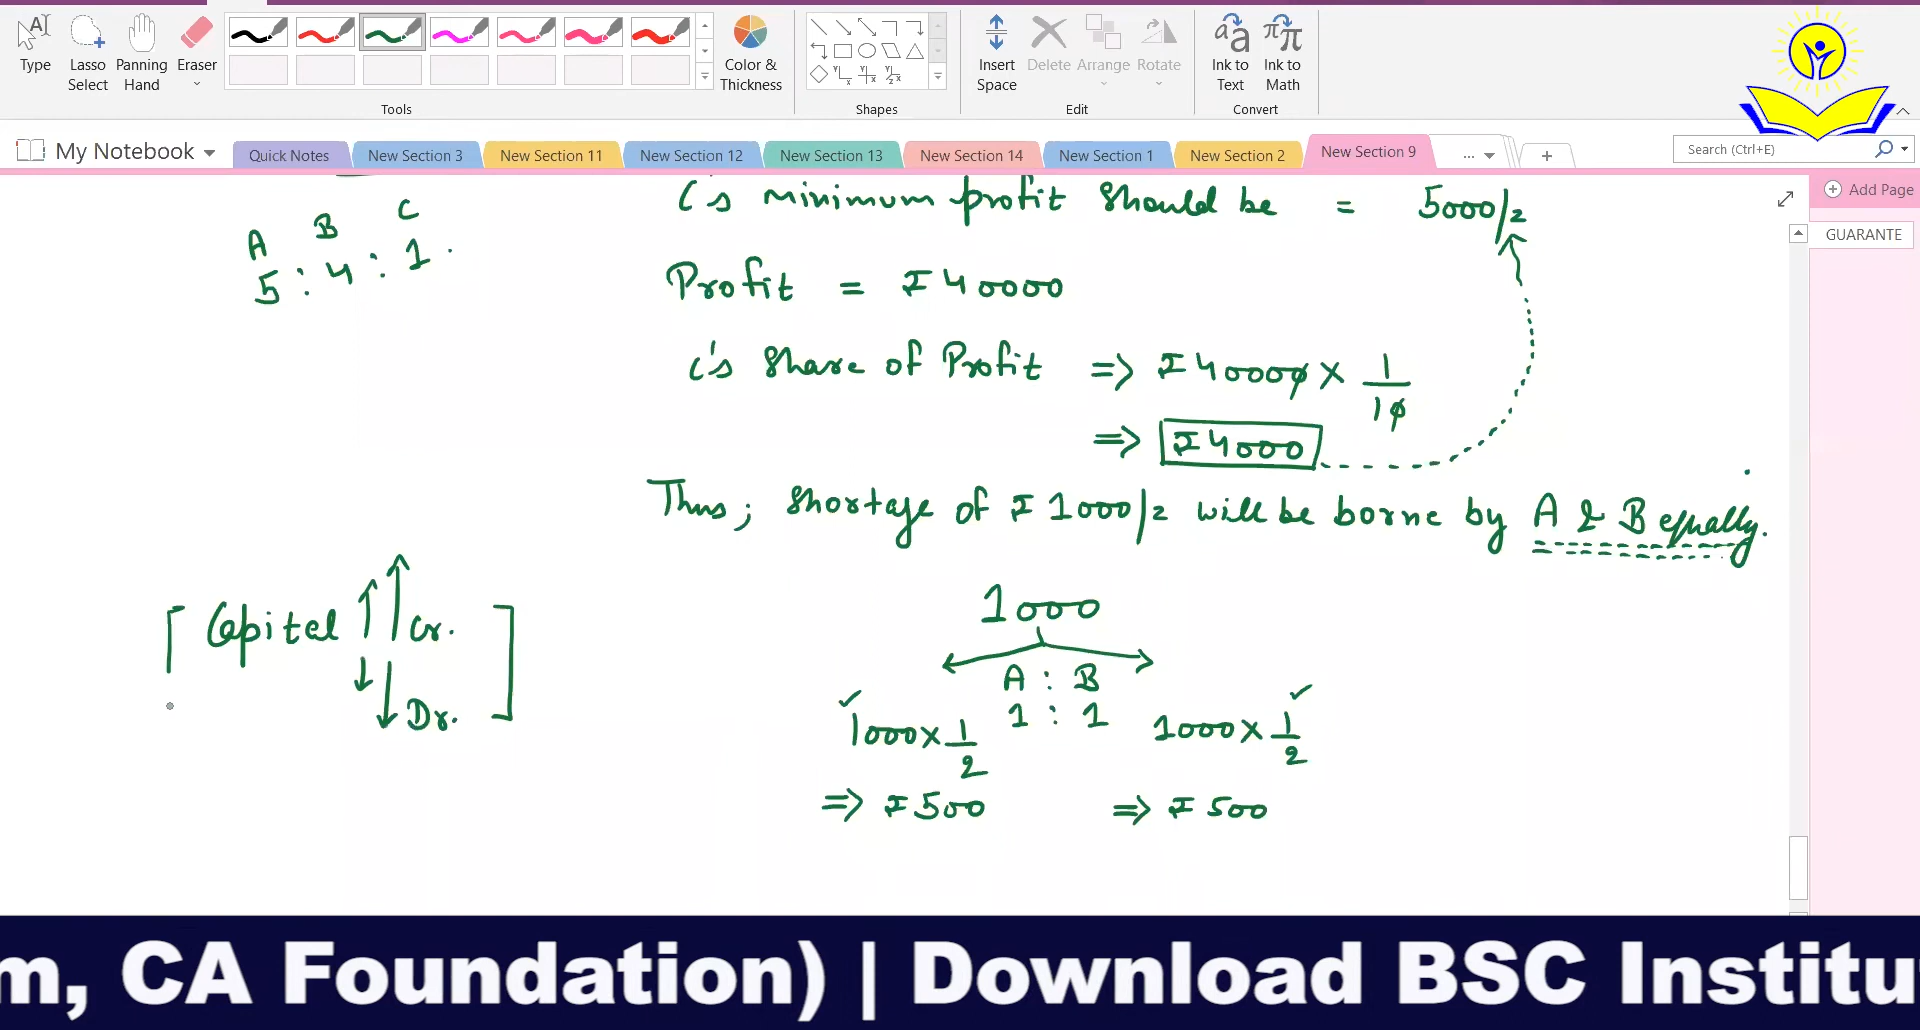 Type
Lasso Select
Panning Hand
Eraser
Color & Thickness
Insert Space
Delete
Arrange
Rotate
Ink to Text
Ink to Math
Tools
Shapes
Edit
Convert
My Notebook
Quick Notes
New Section 3
New Section 11
New Section 12
New Section 13
New Section 14
New Section 1
New Section 2
New Section 9
...
Search (Ctrl+E)
Add Page
GUARANTE
A B C
5 : 4 : 1 .
C's minimum profit should be = 5000/2
Profit = ₹ 40000
C's share of Profit => ₹ 40000 × 1/10
=> ₹ 4000
Thus; shortage of ₹ 1000/2 will be borne by A & B equally.
Capital ↑ ↑ Cr.
↓ ↓ Dr.
1000
A : B
1 : 1
1000 × 1/2
1000 × 1/2
=> ₹ 500
=> ₹ 500
m, CA Foundation) | Download BSC Institu